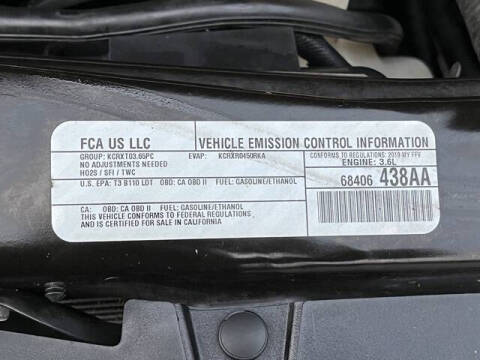 FCA US LLC
VEHICLE EMISSION CONTROL INFORMATION
GROUP: KCRXT03.65PC EVAP: KCRXR0450RKA
CONFORMS TO REGULATIONS: 2019 MY FFV
NO ADJUSTMENTS NEEDED
ENGINE: 3.6L
HO2S / SFI / TWC
68406 438AA
U.S. EPA: T3 B110 LDT OBD: CA OBD II FUEL: GASOLINE/ETHANOL
CA: OBD: CA OBD II FUEL: GASOLINE/ETHANOL
THIS VEHICLE CONFORMS TO FEDERAL REGULATIONS
AND IS CERTIFIED FOR SALE IN CALIFORNIA